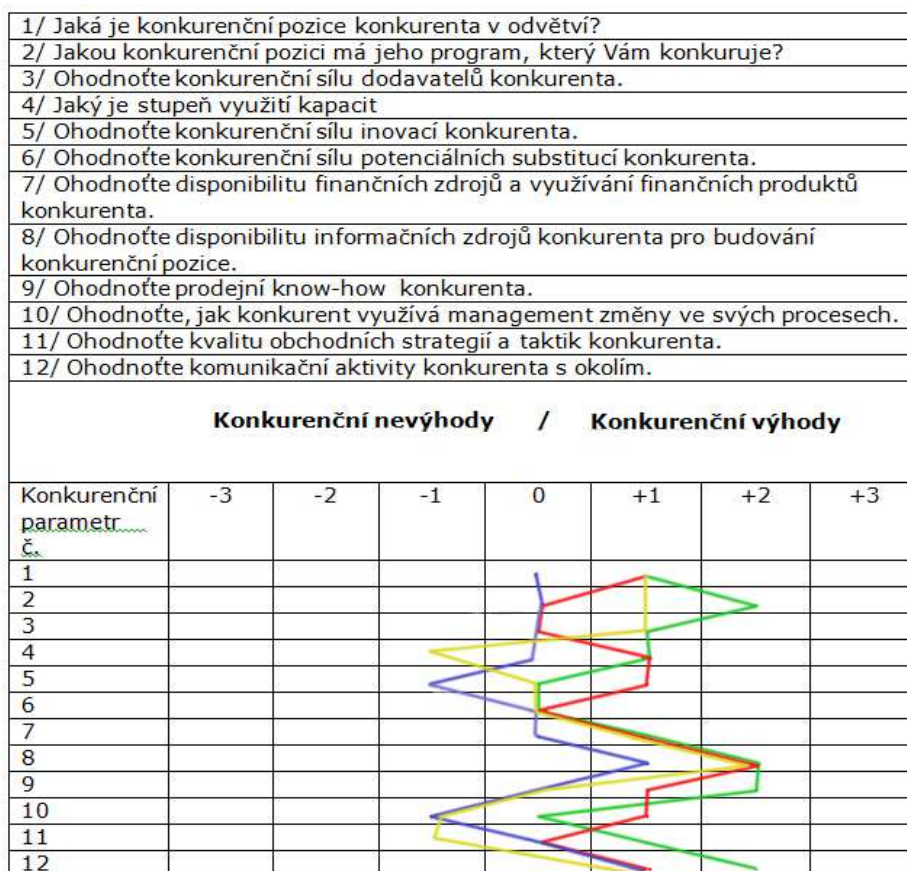 1/ Jaká je konkurenční pozice konkurenta v odvětví?
2/ Jakou konkurenční pozici má jeho program, který Vám konkuruje?
3/ Ohodnoťte konkurenční sílu dodavatelů konkurenta.
4/ Jaký je stupeň využití kapacit
5/ Ohodnoťte konkurenční sílu inovací konkurenta.
6/ Ohodnoťte konkurenční sílu potenciálních substitucí konkurenta.
7/ Ohodnoťte disponibilitu finančních zdrojů a využívání finančních produktů
konkurenta.
8/ Ohodnoťte disponibilitu informačních zdrojů konkurenta pro budování
konkurenční pozice.
9/ Ohodnoťte prodejní know-how konkurenta.
10/ Ohodnoťte, jak konkurent využívá management změny ve svých procesech.
11/ Ohodnoťte kvalitu obchodních strategií a taktik konkurenta.
12/ Ohodnoťte komunikační aktivity konkurenta s okolím.
Konkurenční nevýhody / Konkurenční výhody
Konkurenční -3 -2 -1 0 +1 +2 +3
parametr
č.
1
2
3
4
5
6
7
8
9
10
11
12